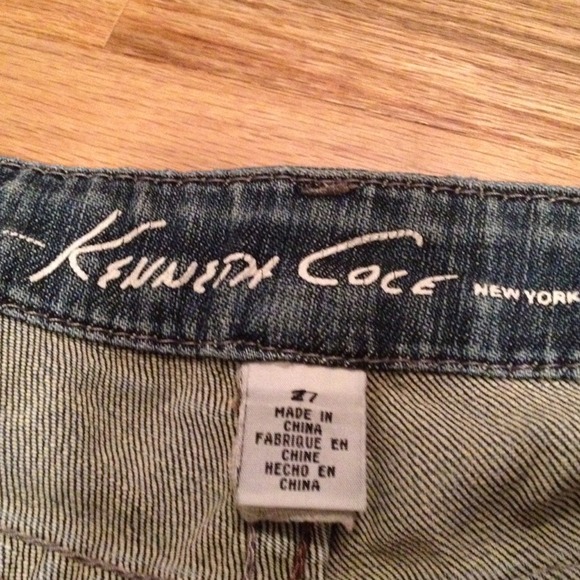 KENNETH COLE NEW YORK
27
MADE IN
CHINA
FABRIQUE EN
CHINE
HECHO EN
CHINA